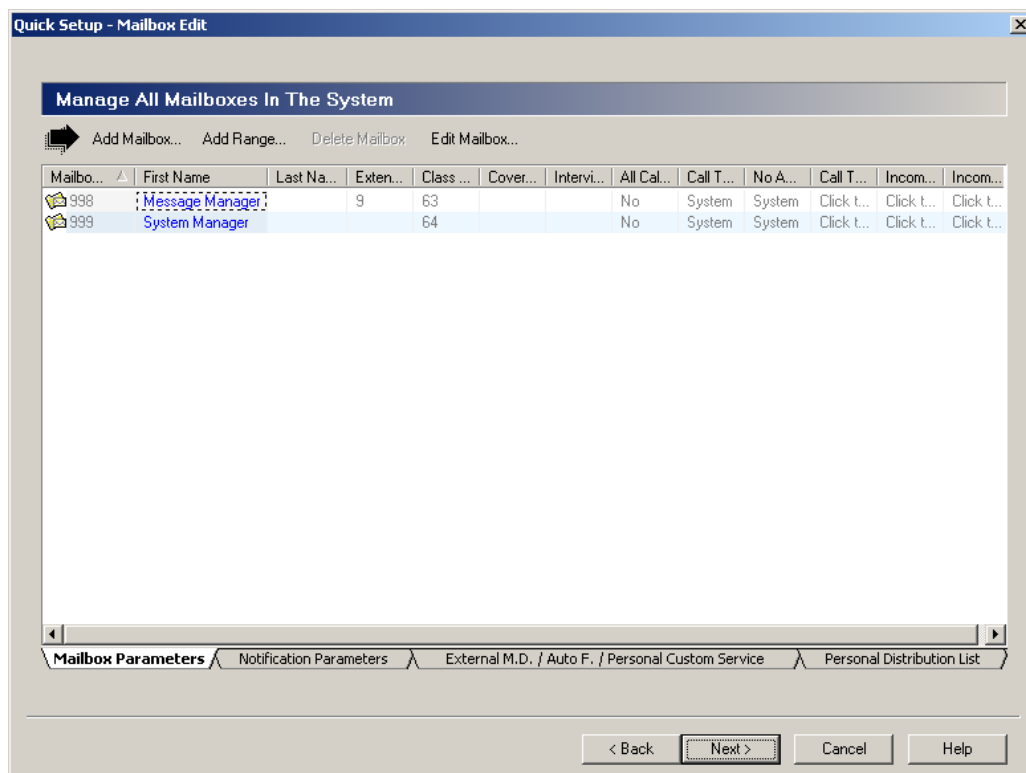 Quick Setup - Mailbox Edit
Manage All Mailboxes In The System
Add Mailbox... Add Range... Delete Mailbox Edit Mailbox...
Mailbo... First Name Last Na... Exten... Class ... Cover... Intervi... All Cal... Call T... No A... Call T... Incom... Incom...
998 Message Manager 9 63 No System System Click t... Click t... Click t...
999 System Manager 64 No System System Click t... Click t... Click t...
Mailbox Parameters Notification Parameters External M.D. / Auto F. / Personal Custom Service Personal Distribution List
< Back Next > Cancel Help